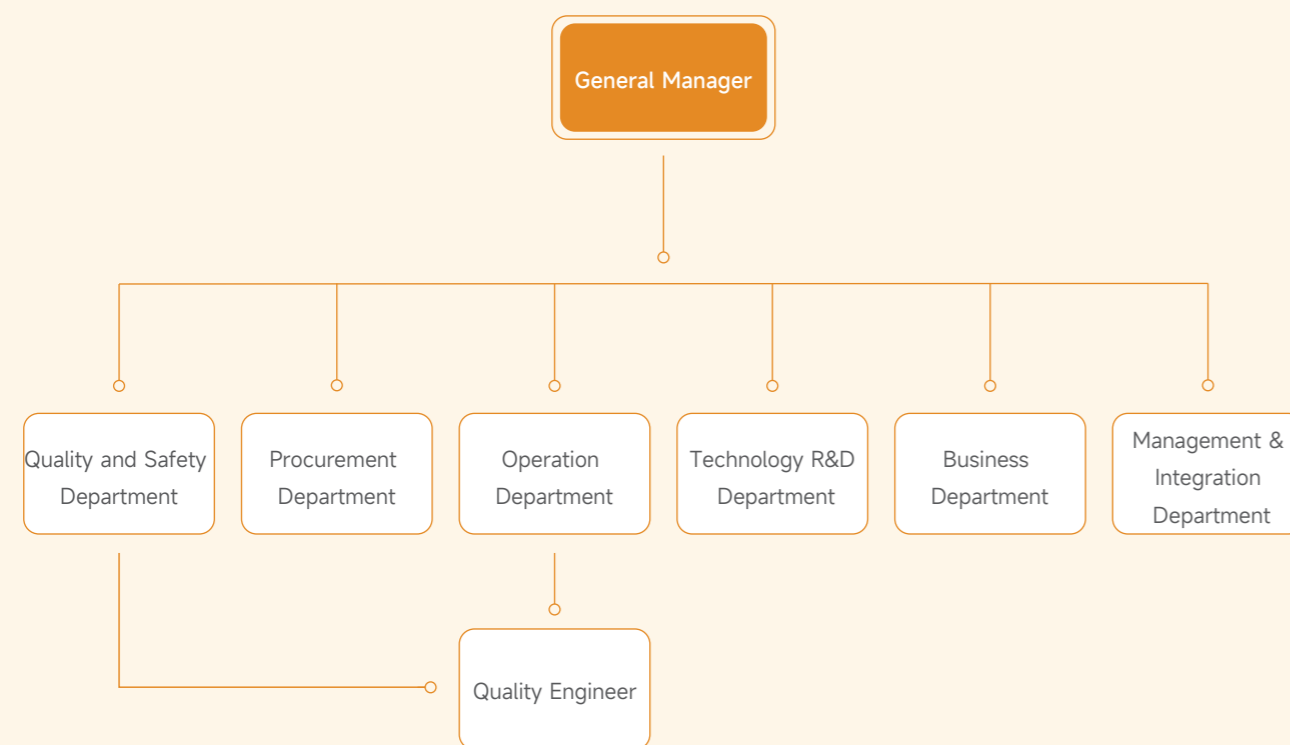 General Manager
Quality and Safety
Department
Procurement
Department
Operation
Department
Technology R&D
Department
Business
Department
Management &
Integration
Department
Quality Engineer